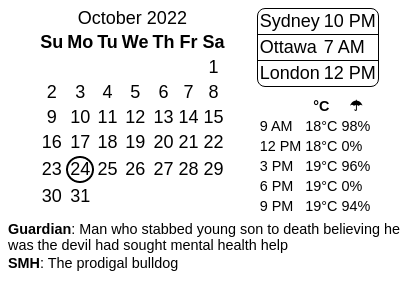 October 2022
Su Mo Tu We Th Fr Sa
1
2 3 4 5 6 7 8
9 10 11 12 13 14 15
16 17 18 19 20 21 22
23 24 25 26 27 28 29
30 31
Sydney 10 PM
Ottawa 7 AM
London 12 PM
°C ☂
9 AM 18°C 98%
12 PM 18°C 0%
3 PM 19°C 96%
6 PM 19°C 0%
9 PM 19°C 94%
Guardian: Man who stabbed young son to death believing he
was the devil had sought mental health help
SMH: The prodigal bulldog